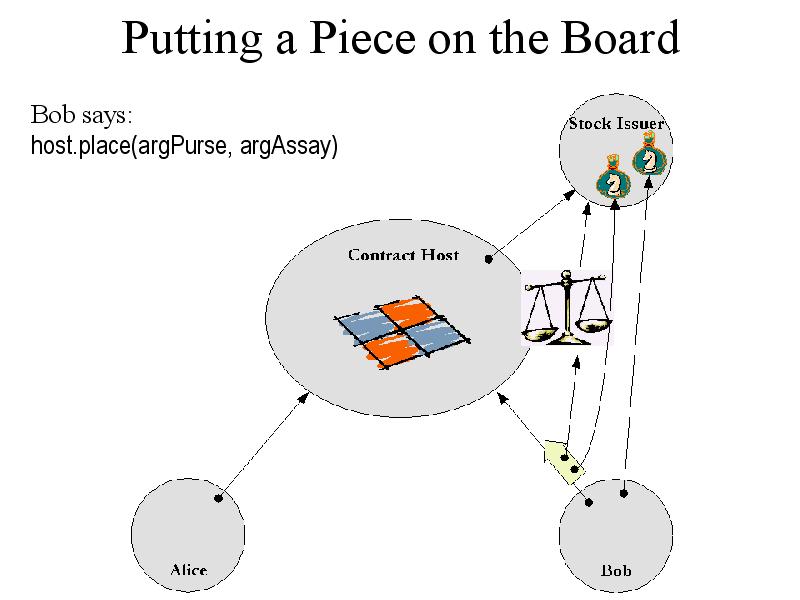 Putting a Piece on the Board
Bob says:
host.place(argPurse, argAssay)
Stock Issuer
Contract Host
Alice
Bob